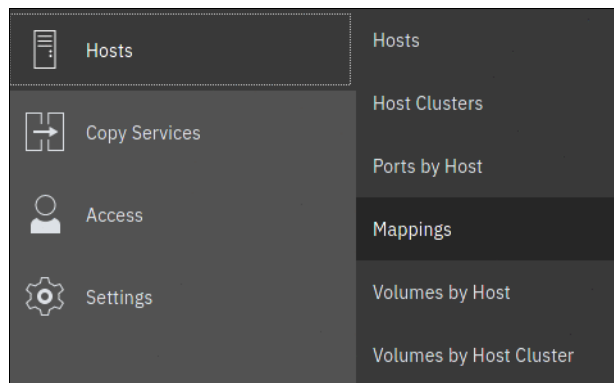 Hosts
Copy Services
Access
Settings
Hosts
Host Clusters
Ports by Host
Mappings
Volumes by Host
Volumes by Host Cluster